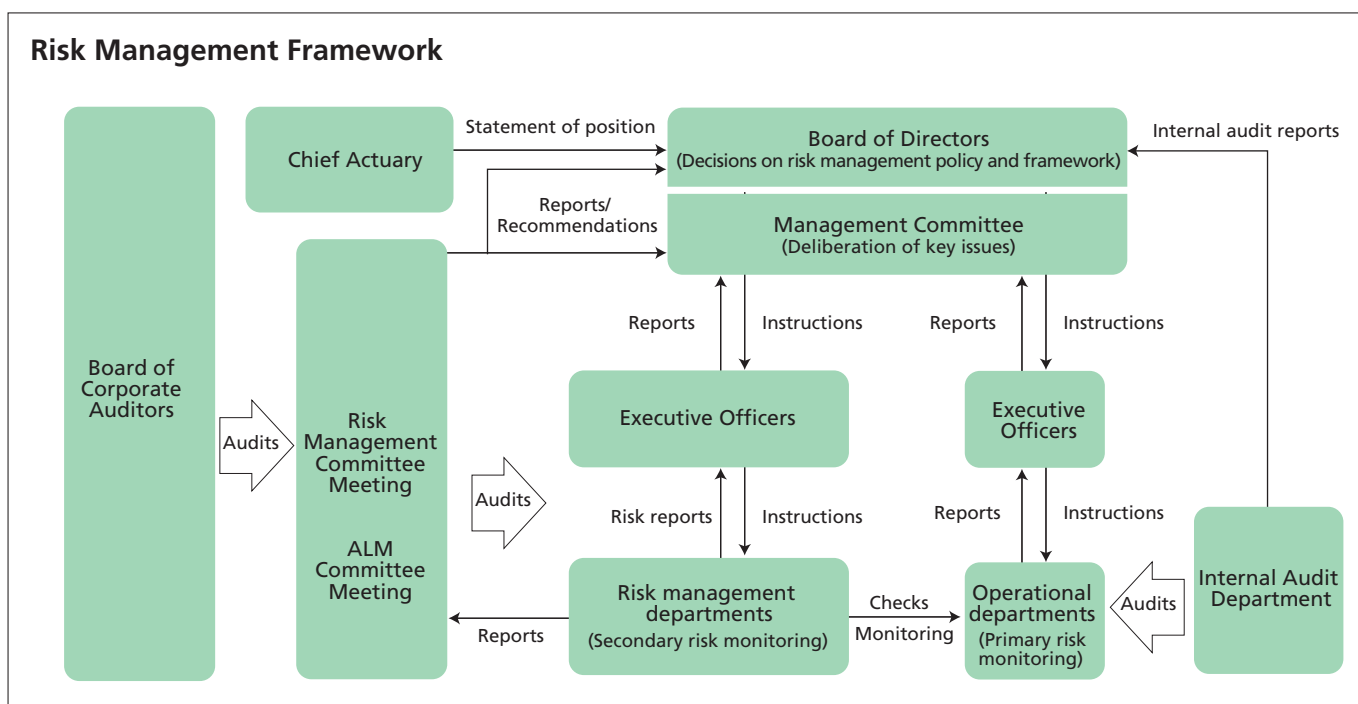 Risk Management Framework
Chief Actuary
Statement of position
Board of Directors
(Decisions on risk management policy and framework)
Internal audit reports
Reports/
Recommendations
Management Committee
(Deliberation of key issues)
Reports
Instructions
Reports
Instructions
Board of
Corporate
Auditors
Audits
Risk
Management
Committee
Meeting
ALM
Committee
Meeting
Audits
Executive Officers
Executive
Officers
Risk reports
Instructions
Reports
Instructions
Reports
Risk management
departments
(Secondary risk monitoring)
Checks
Monitoring
Operational
departments
(Primary risk
monitoring)
Audits
Internal Audit
Department